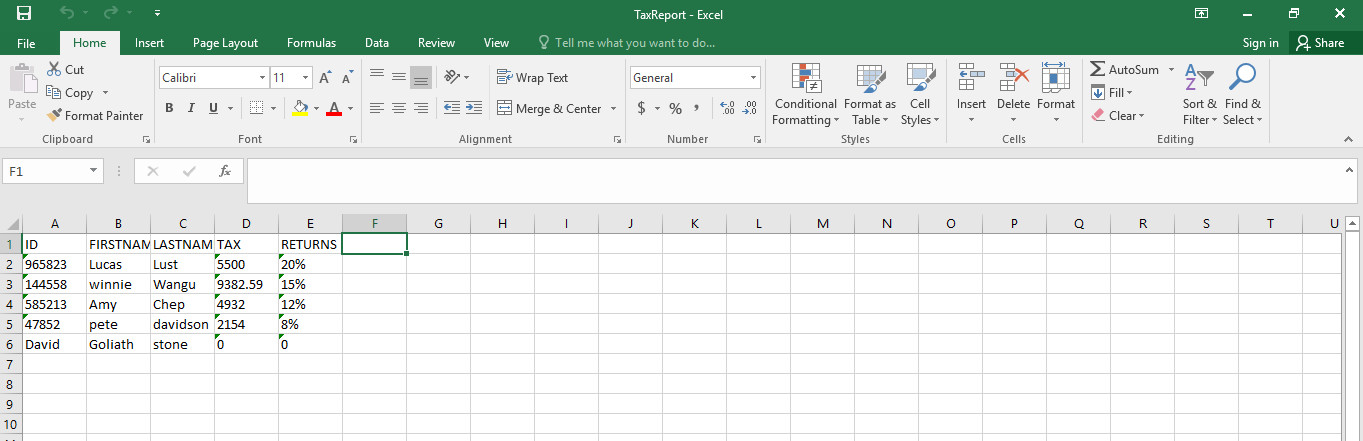 TaxReport - Excel
File Home Insert Page Layout Formulas Data Review View Tell me what you want to do... Sign in Share
Paste
Cut
Copy
Format Painter
Clipboard
Calibri 11 A A
B I U A
Font
Wrap Text
Merge & Center
Alignment
General
$ % , .0 .00 .00 .0
Number
Conditional Formatting
Format as Table
Cell Styles
Styles
Insert Delete Format
Cells
AutoSum
Fill
Clear
Sort & Filter
Find & Select
Editing
F1 fx
A B C D E F G H I J K L M N O P Q R S T U
1 ID FIRSTNAM LASTNAM TAX RETURNS
2 965823 Lucas Lust 5500 20%
3 144558 winnie Wangu 9382.59 15%
4 585213 Amy Chep 4932 12%
5 47852 pete davidson 2154 8%
6 David Goliath stone 0 0
7
8
9
10